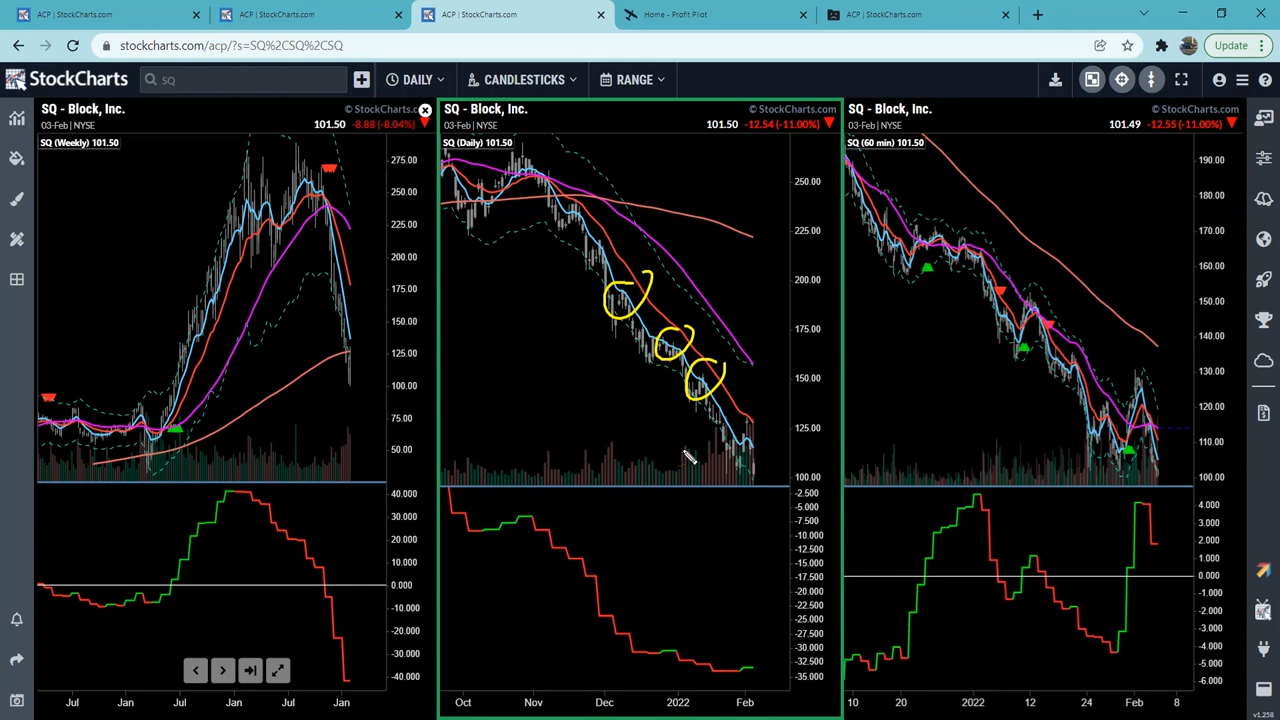 ACP | StockCharts.com
ACP | StockCharts.com
ACP | StockCharts.com
Home - Profit Pilot
ACP | StockCharts.com
stockcharts.com/acp/?s=SQ%2CSQ%2CSQ
Update
StockCharts
SQ
DAILY
CANDLESTICKS
RANGE
SQ - Block, Inc.
© StockCharts.c
03-Feb | NYSE
101.50
-8.88 (-8.04%)
SQ (Weekly) 101.50
275.00
250.00
225.00
200.00
175.00
150.00
125.00
100.00
75.00
50.00
40.000
30.000
20.000
10.000
0.000
-10.000
-20.000
-30.000
-40.000
Jul
Jan
Jul
Jan
Jul
Jan
SQ - Block, Inc.
© StockCharts.com
03-Feb | NYSE
101.50
-12.54 (-11.00%)
SQ (Daily) 101.50
250.00
225.00
200.00
175.00
150.00
125.00
100.00
-2.500
-5.000
-7.500
-10.000
-12.500
-15.000
-17.500
-20.000
-22.500
-25.000
-27.500
-30.000
-32.500
-35.000
Oct
Nov
Dec
2022
Feb
SQ - Block, Inc.
© StockCharts.com
03-Feb | NYSE
101.49
-12.55 (-11.00%)
SQ (60 min) 101.50
190.00
180.00
170.00
160.00
150.00
140.00
130.00
120.00
110.00
100.00
4.000
3.000
2.000
1.000
0.000
-1.000
-2.000
-3.000
-4.000
-5.000
-6.000
10
20
2022
12
24
Feb
8
v1.258